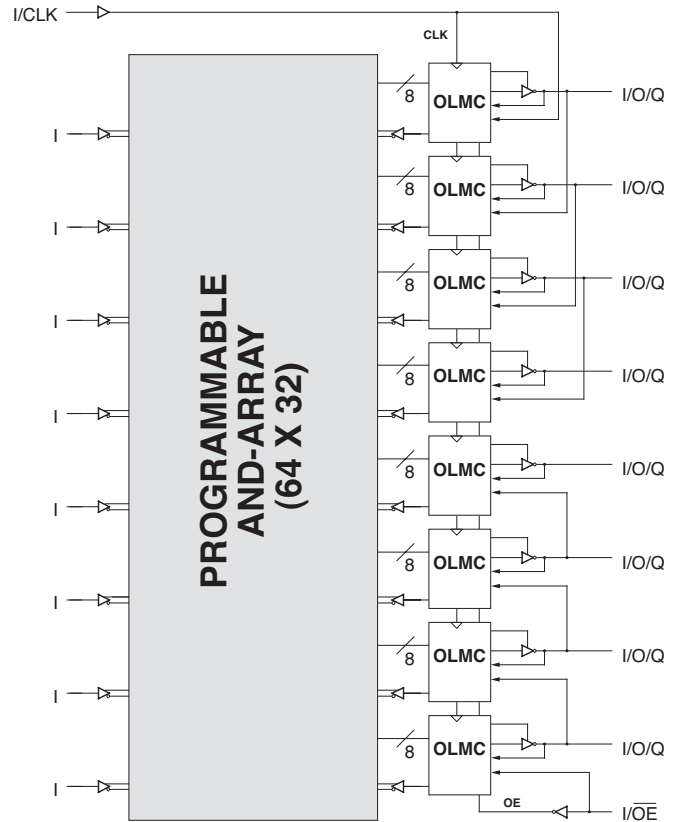 I/CLK
CLK
8
OLMC
I/O/Q
I
8
OLMC
I/O/Q
I
8
OLMC
I/O/Q
I
8
OLMC
I/O/Q
I
8
OLMC
I/O/Q
I
8
OLMC
I/O/Q
I
8
OLMC
I/O/Q
I
8
OLMC
I/O/Q
I
OE
I/O̅E̅
PROGRAMMABLE
AND-ARRAY
(64 X 32)